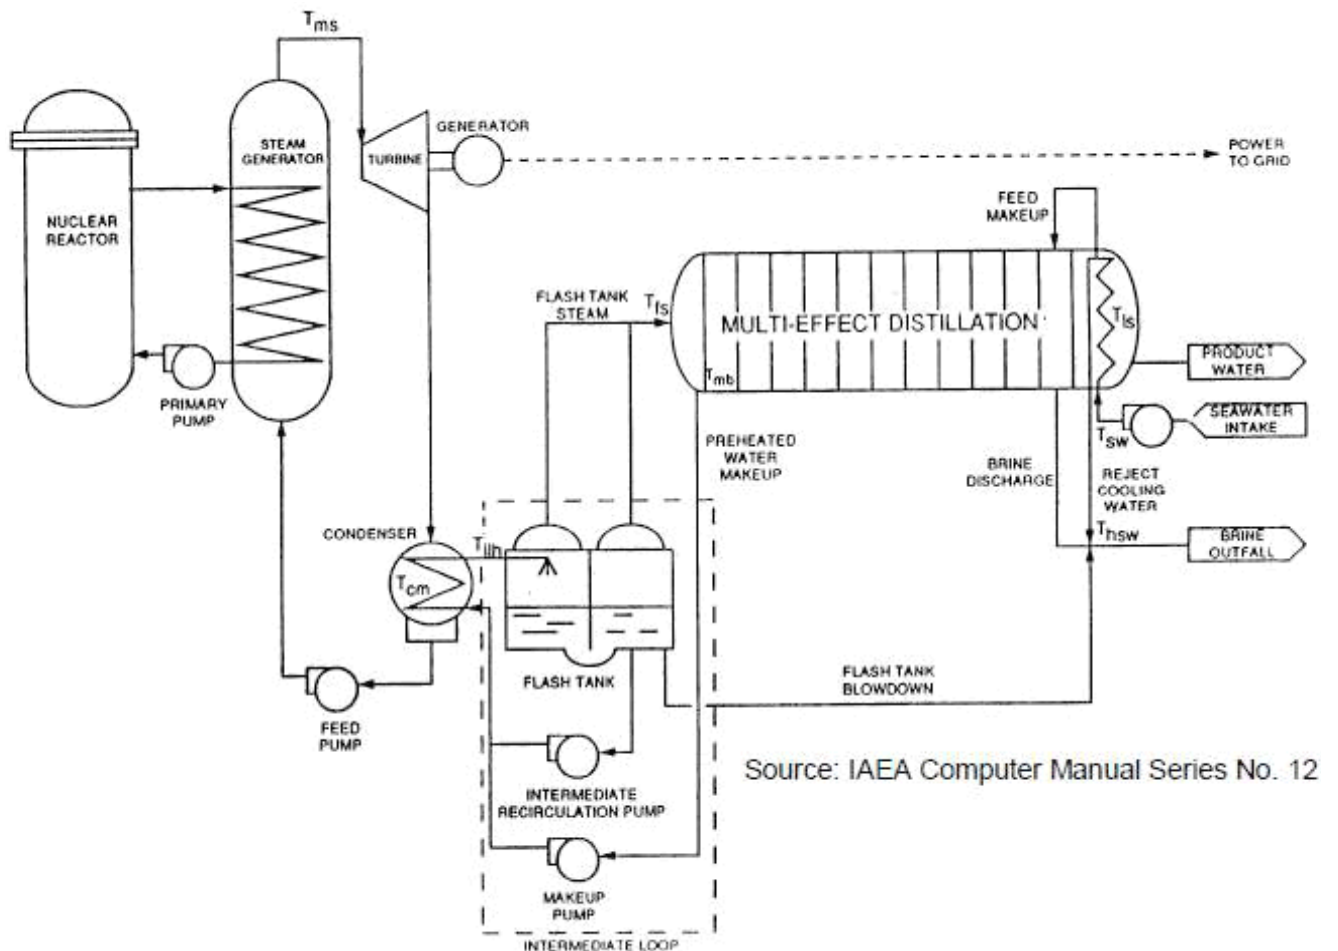 Tms
GENERATOR
STEAM
GENERATOR
TURBINE
POWER
TO GRID
NUCLEAR
REACTOR
FEED
MAKEUP
FLASH TANK
STEAM
Tfs
MULTI-EFFECT DISTILLATION
Tls
Tmb
PRODUCT
WATER
PRIMARY
PUMP
SEAWATER
INTAKE
Tsw
PREHEATED
WATER
MAKEUP
BRINE
DISCHARGE
REJECT
COOLING
WATER
CONDENSER
Tilh
Thsw
BRINE
OUTFALL
Tcm
FLASH TANK
FLASH TANK
BLOWDOWN
FEED
PUMP
Source: IAEA Computer Manual Series No. 12
INTERMEDIATE
RECIRCULATION PUMP
MAKEUP
PUMP
INTERMEDIATE LOOP